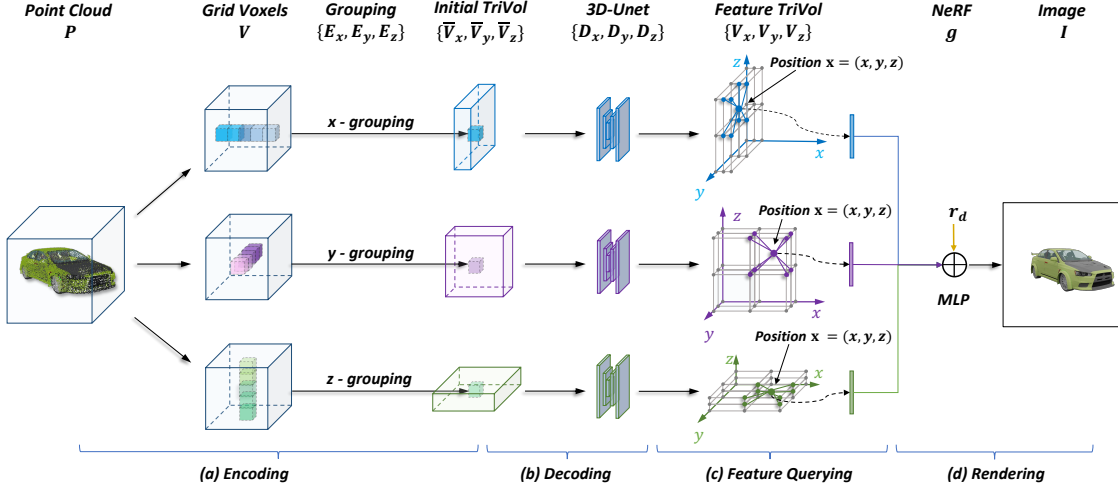 Point Cloud Grid Voxels Grouping Initial TriVol 3D-Unet Feature TriVol NeRF Image
P V {E_x, E_y, E_z} {V̅_x, V̅_y, V̅_z} {D_x, D_y, D_z} {V_x, V_y, V_z} g I
z Position x = (x, y, z)
x - grouping
x
y
z Position x = (x, y, z)
r_d
y - grouping
x
MLP
y
Position x = (x, y, z)
z x
z - grouping
y
(a) Encoding (b) Decoding (c) Feature Querying (d) Rendering